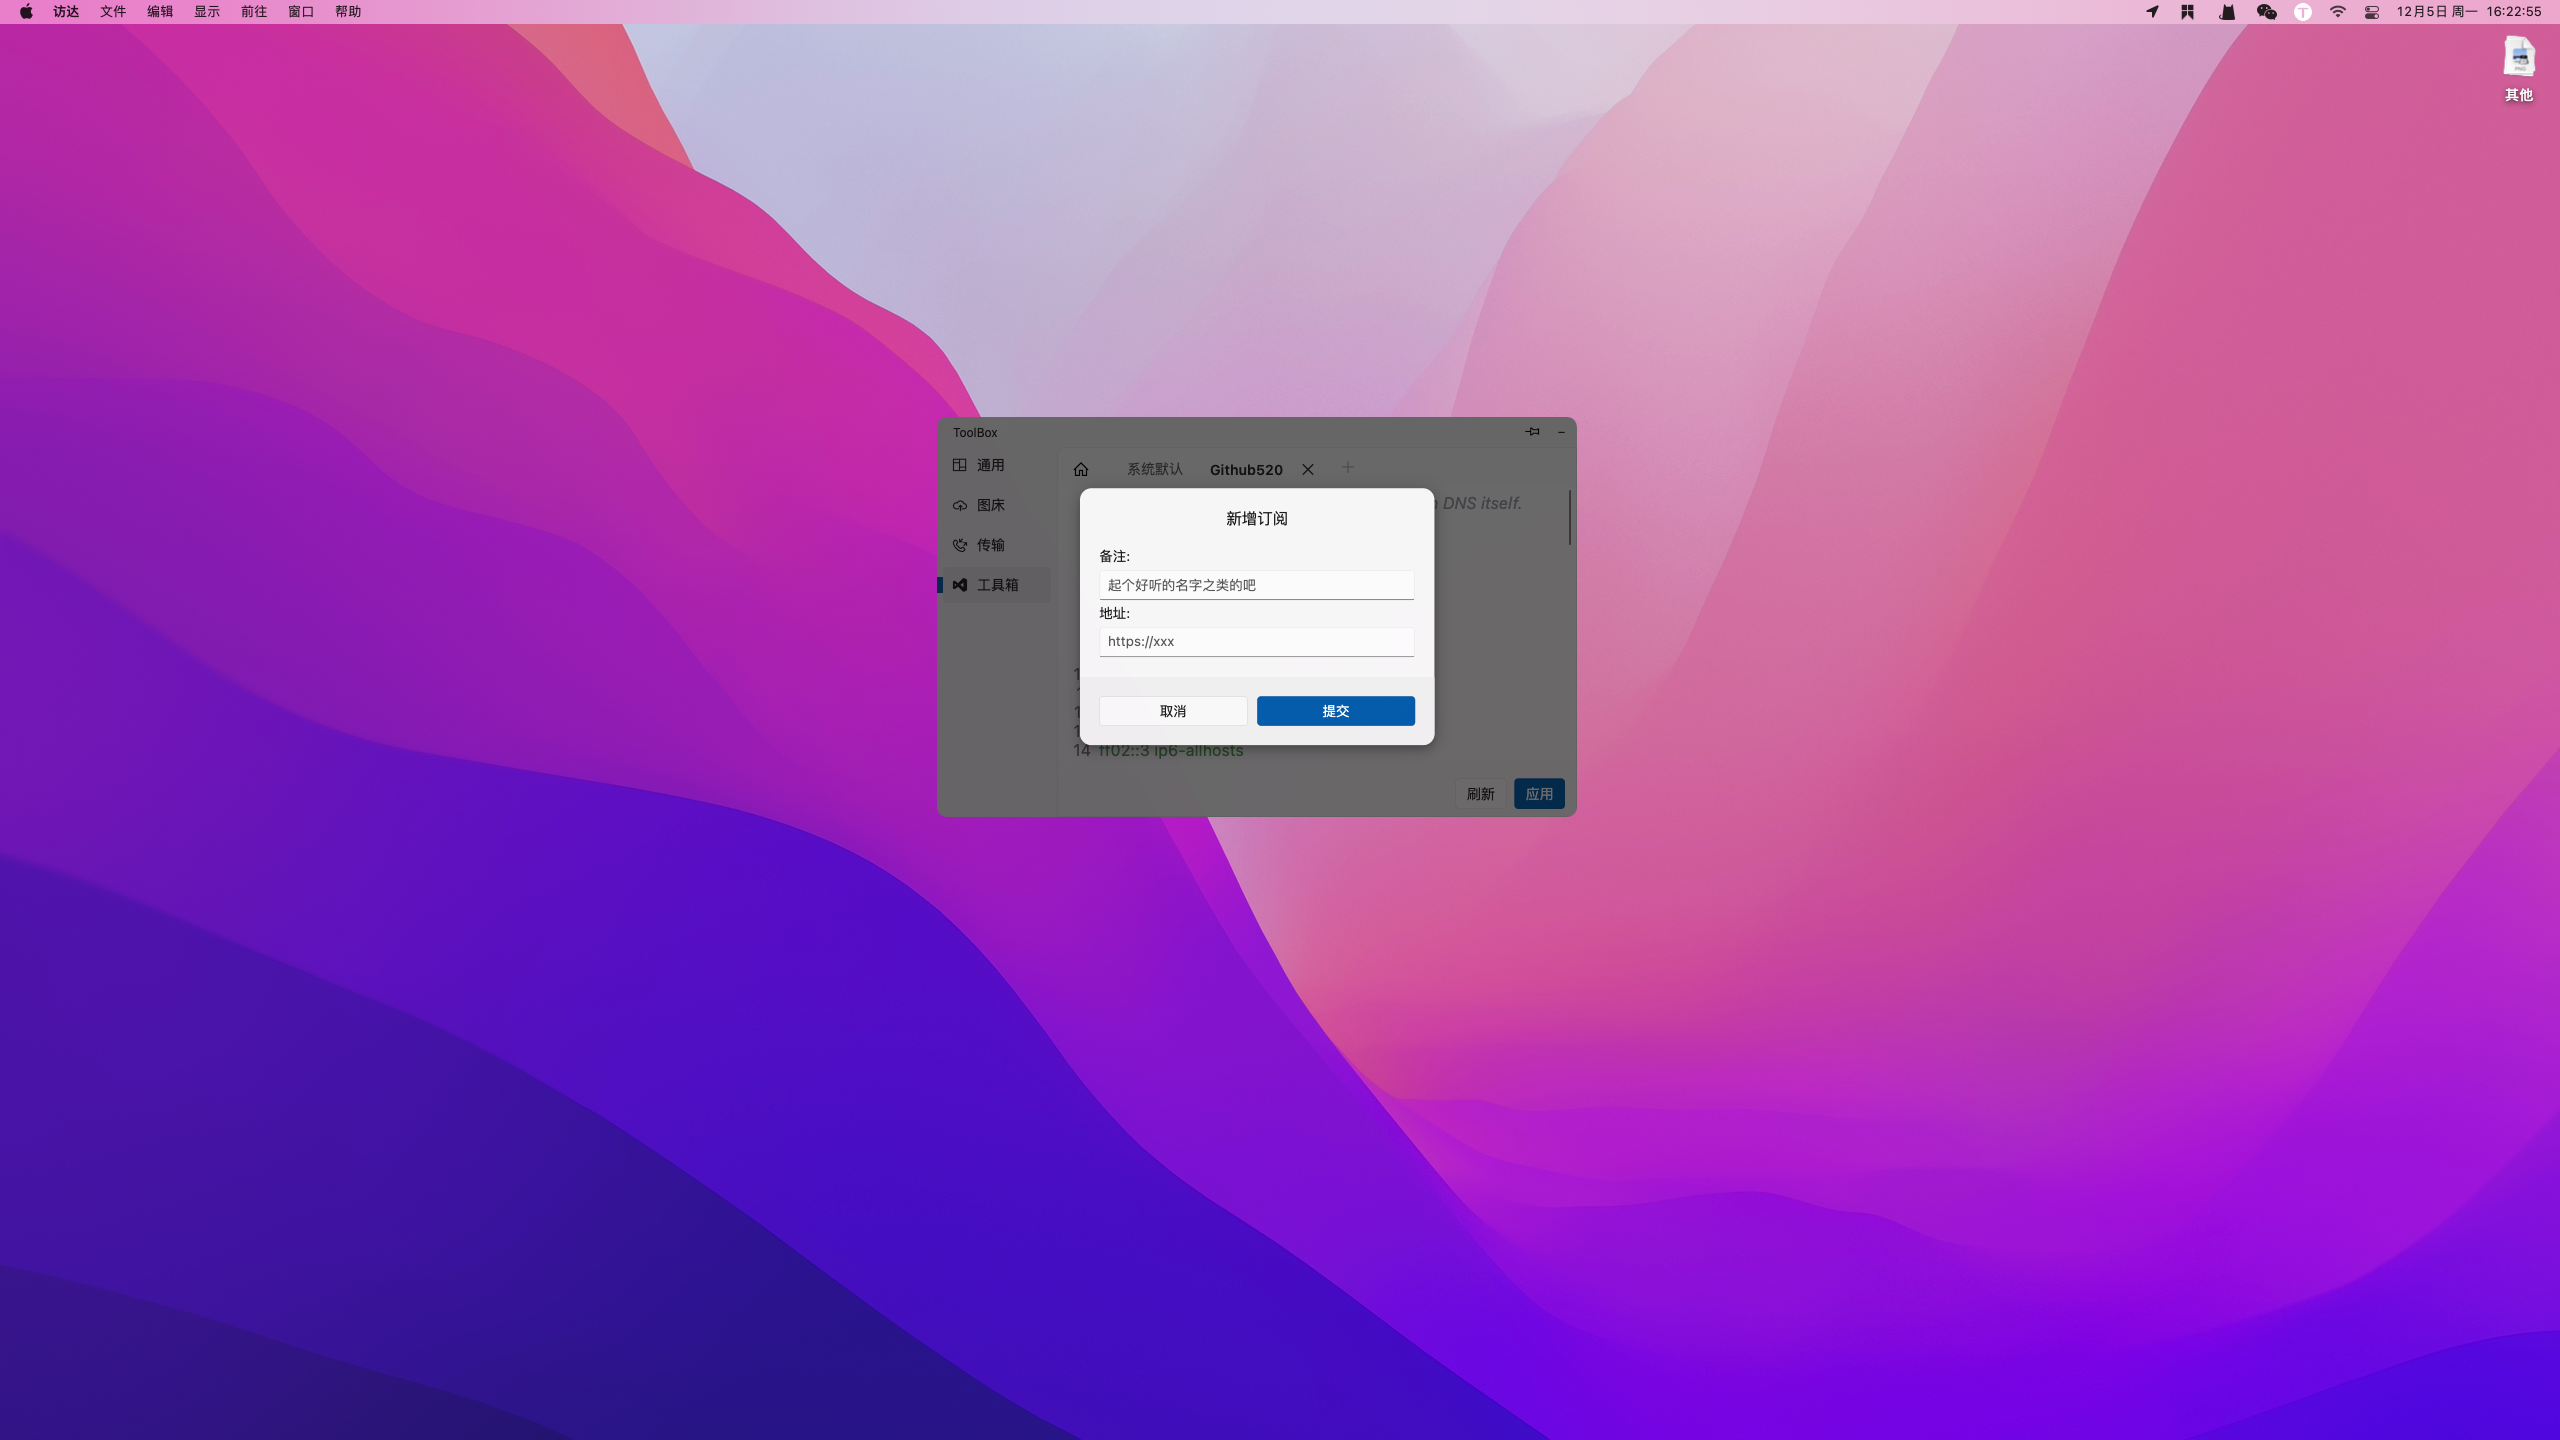 访达 文件 编辑 显示 前往 窗口 帮助
12月5日 周一 16:22:55
PNG
其他
ToolBox
通用
图床
传输
工具箱
系统默认 Github520
DNS itself.
新增订阅
备注:
起个好听的名字之类的吧
地址:
https://xxx
取消 提交
14 ff02::3 ip6-allhosts
刷新 应用